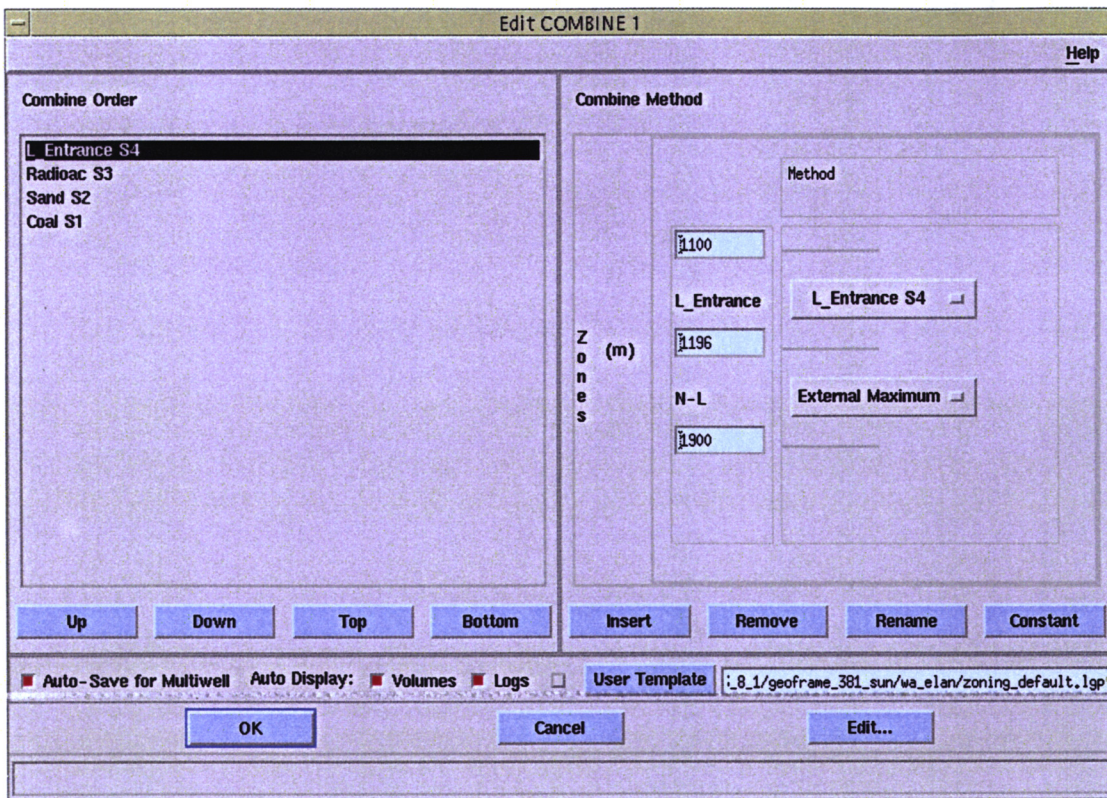 Edit COMBINE 1
Help
Combine Order
L_Entrance S4
Radioac S3
Sand S2
Coal S1
Up
Down
Top
Bottom
Combine Method
Method
Zones
(m)
1100
L_Entrance
L_Entrance S4
1196
N-L
External Maximum
1900
Insert
Remove
Rename
Constant
Auto-Save for Multiwell
Auto Display:
Volumes
Logs
User Template
_8_1/geoframe_381_sun/wa_elan/zoning_default.lgp
OK
Cancel
Edit...